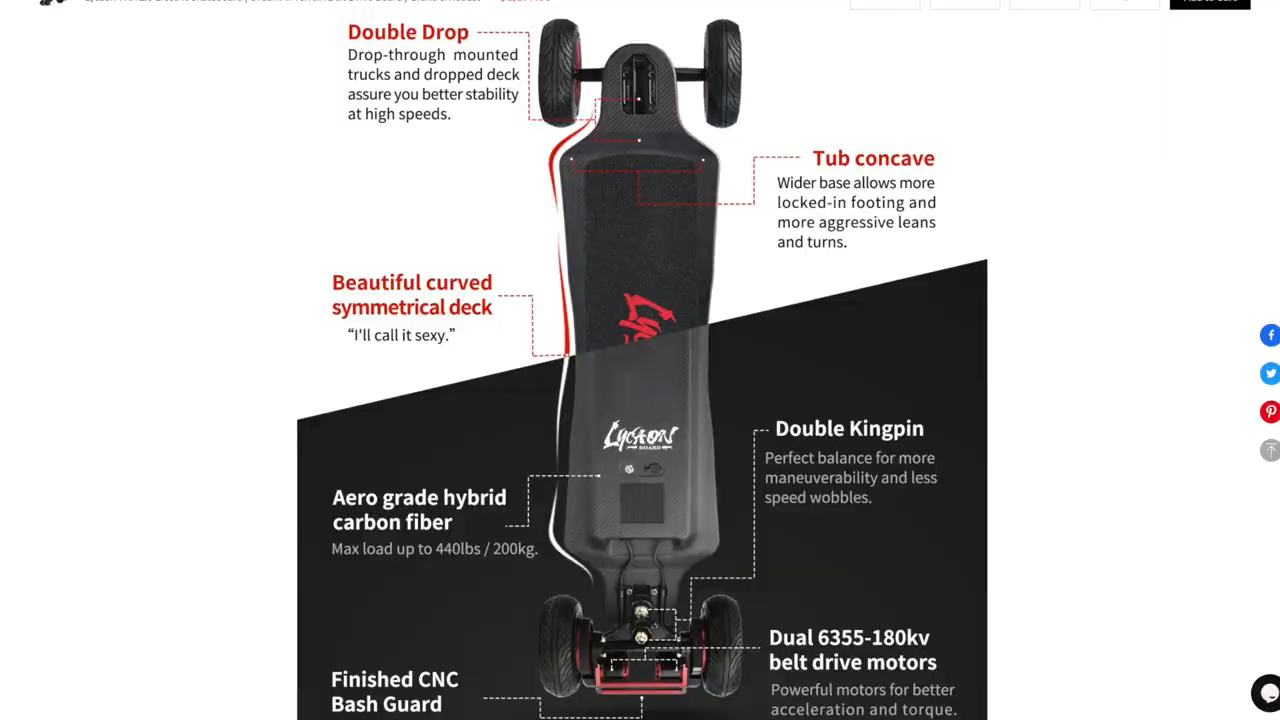 Double Drop
Drop-through mounted
trucks and dropped deck
assure you better stability
at high speeds.
Tub concave
Wider base allows more
locked-in footing and
more aggressive leans
and turns.
Beautiful curved
symmetrical deck
“I'll call it sexy.”
LYCAON
BOARD
Double Kingpin
Perfect balance for more
maneuverability and less
speed wobbles.
Aero grade hybrid
carbon fiber
Max load up to 440lbs / 200kg.
Dual 6355-180kv
belt drive motors
Powerful motors for better
acceleration and torque.
Finished CNC
Bash Guard